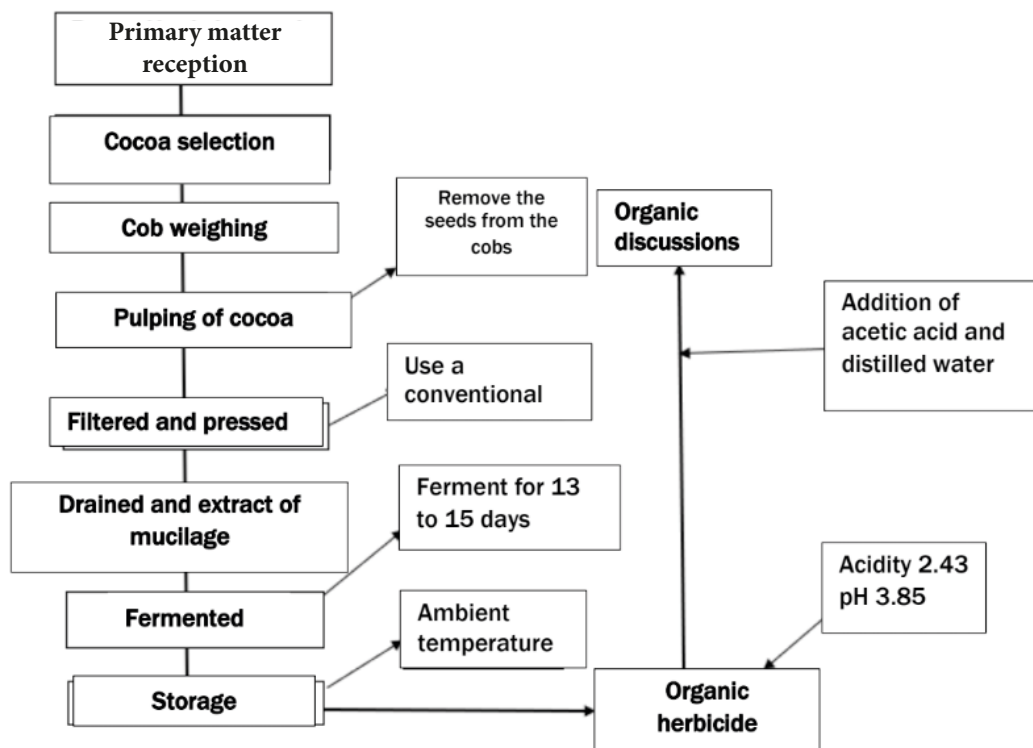 Primary matter
reception
Cocoa selection
Cob weighing
Remove the
seeds from the
cobs
Organic
discussions
Pulping of cocoa
Addition of
acetic acid and
distilled water
Use a
conventional
Filtered and pressed
Drained and extract of
mucilage
Ferment for 13
to 15 days
Fermented
Acidity 2.43
pH 3.85
Ambient
temperature
Storage
Organic
herbicide